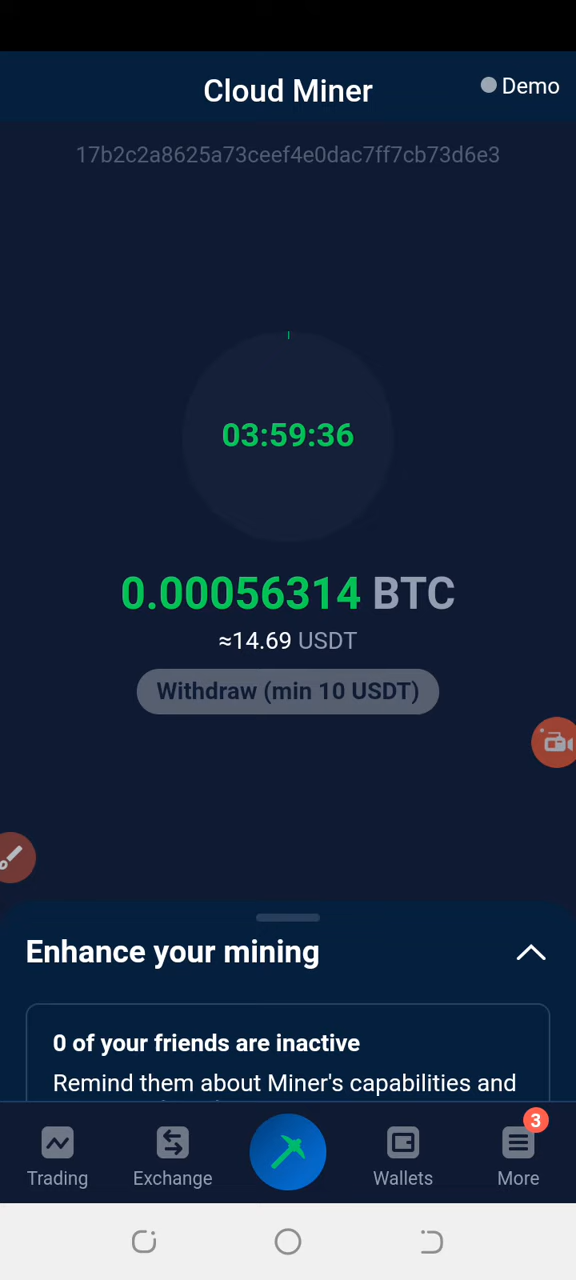 Cloud Miner
Demo
17b2c2a8625a73ceef4e0dac7ff7cb73d6e3
03:59:36
0.00056314 BTC
≈14.69 USDT
Withdraw (min 10 USDT)
Enhance your mining
0 of your friends are inactive
Remind them about Miner's capabilities and
3
Trading
Exchange
Wallets
More